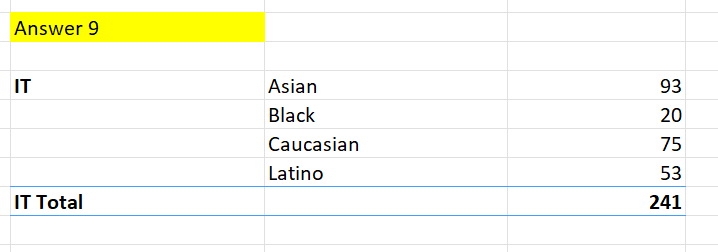 Answer 9
IT Asian 93
Black 20
Caucasian 75
Latino 53
IT Total 241